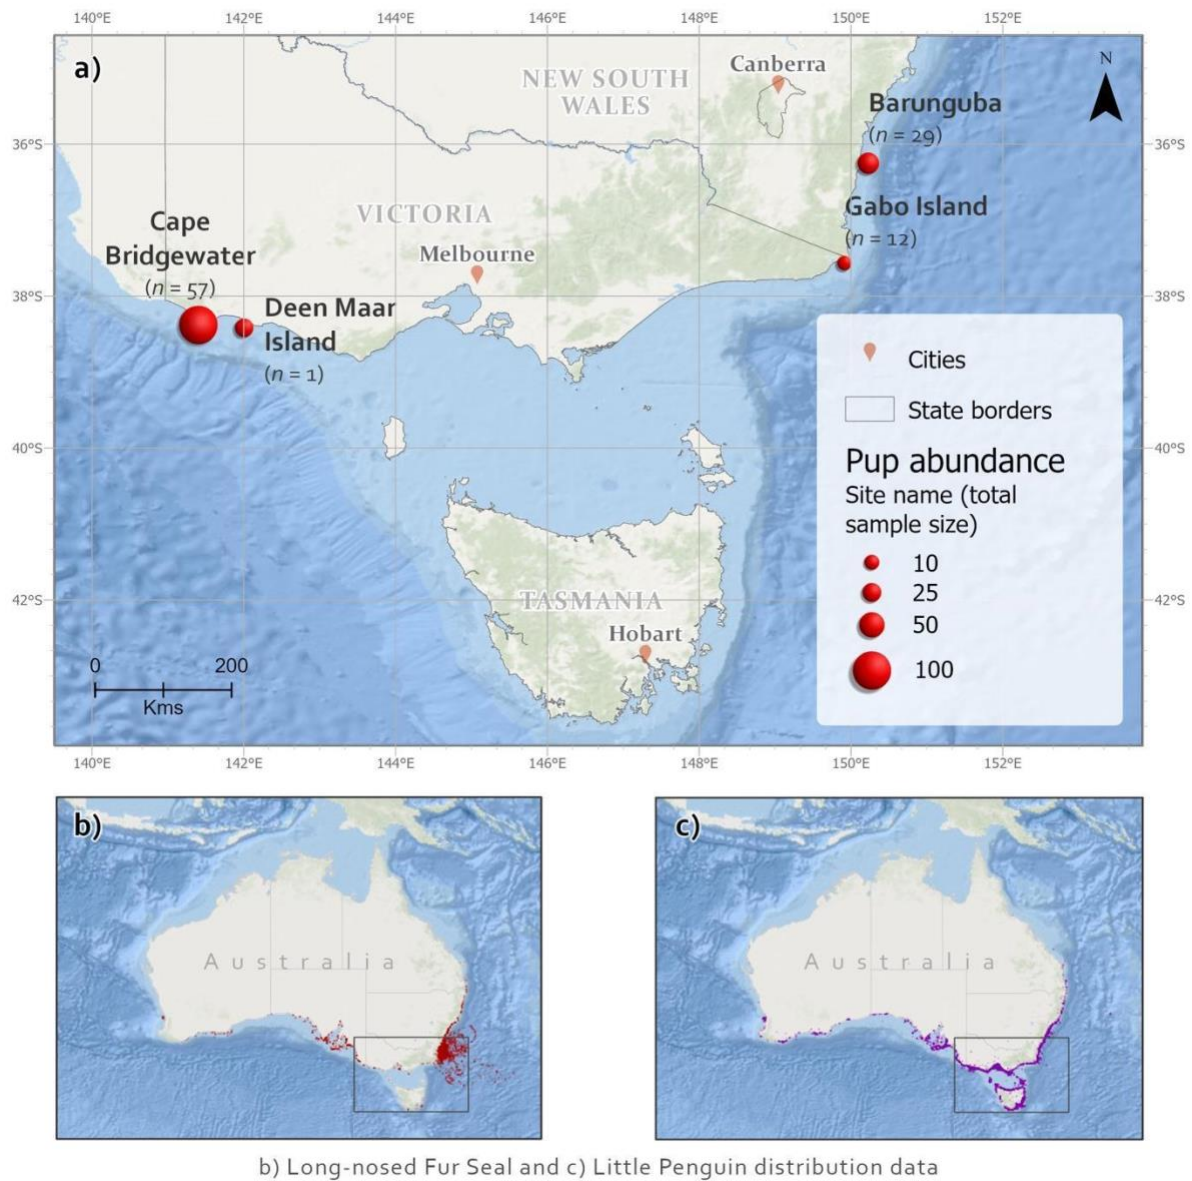 140°E 142°E 144°E 146°E 148°E 150°E 152°E
a)
N
Canberra
NEW SOUTH
WALES
Barunguba
(n = 29)
36°S 36°S
Gabo Island
(n = 12)
VICTORIA
Cape
Bridgewater
(n = 57)
Melbourne
38°S 38°S
Deen Maar
Island
(n = 1)
Cities
State borders
40°S 40°S
Pup abundance
Site name (total
sample size)
10
25
50
100
42°S 42°S
TASMANIA
Hobart
0 200
Kms
140°E 142°E 144°E 146°E 148°E 150°E 152°E
b)
Australia
c)
Australia
b) Long-nosed Fur Seal and c) Little Penguin distribution data